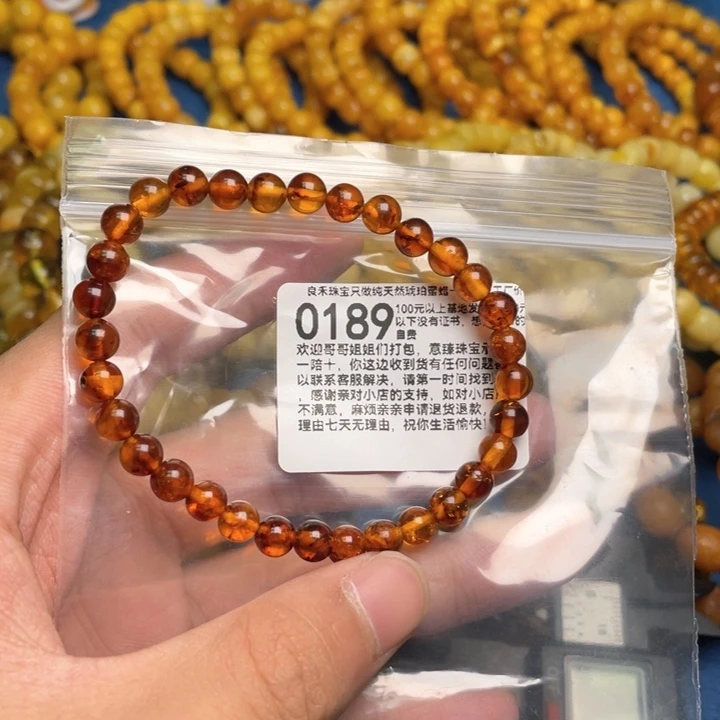 良禾珠宝只做纯天然琥珀蜜蜡
0189
100元以上基地发
以下没有证书，
自费
欢迎哥哥姐姐们打包，意臻珠宝
一陪十，你这边收到货有任何问题
以联系客服解决，请第一时间找到
，感谢亲对小店的支持，如对小店
不满意，麻烦亲亲申请退货退款，
理由七天无理由，祝你生活愉快！